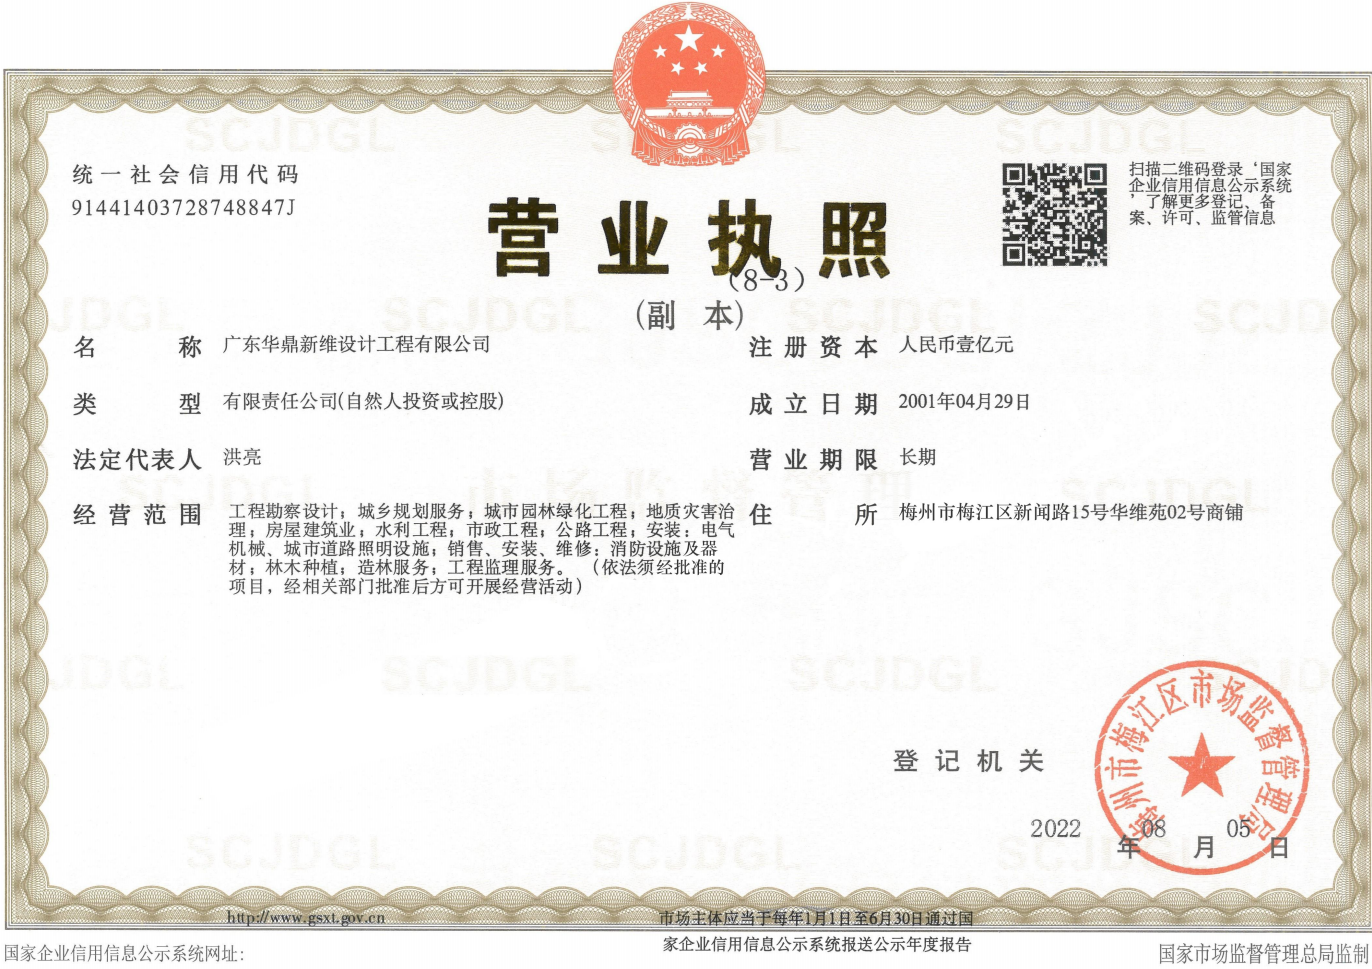 统一社会信用代码
91441403728748847J
营业执照
(8-3)
(副 本)
扫描二维码登录‘国家
企业信用信息公示系统
’了解更多登记、备
案、许可、监管信息
名 称 广东华鼎新维设计工程有限公司
类 型 有限责任公司(自然人投资或控股)
法定代表人 洪亮
经营范围 工程勘察设计；城乡规划服务；城市园林绿化工程；地质灾害治
理；房屋建筑业；水利工程；市政工程；公路工程；安装：电气
机械、城市道路照明设施；销售、安装、维修：消防设施及器
材；林木种植；造林服务；工程监理服务。（依法须经批准的
项目，经相关部门批准后方可开展经营活动）
注册资本 人民币壹亿元
成立日期 2001年04月29日
营业期限 长期
住 所 梅州市梅江区新闻路15号华维苑02号商铺
登记机关
梅州市梅江区市场监督管理局
2022年08月05日
http://www.gsxt.gov.cn
市场主体应当于每年1月1日至6月30日通过国
家企业信用信息公示系统报送公示年度报告
国家企业信用信息公示系统网址：
国家市场监督管理总局监制
SCJDGL
市场监督管理